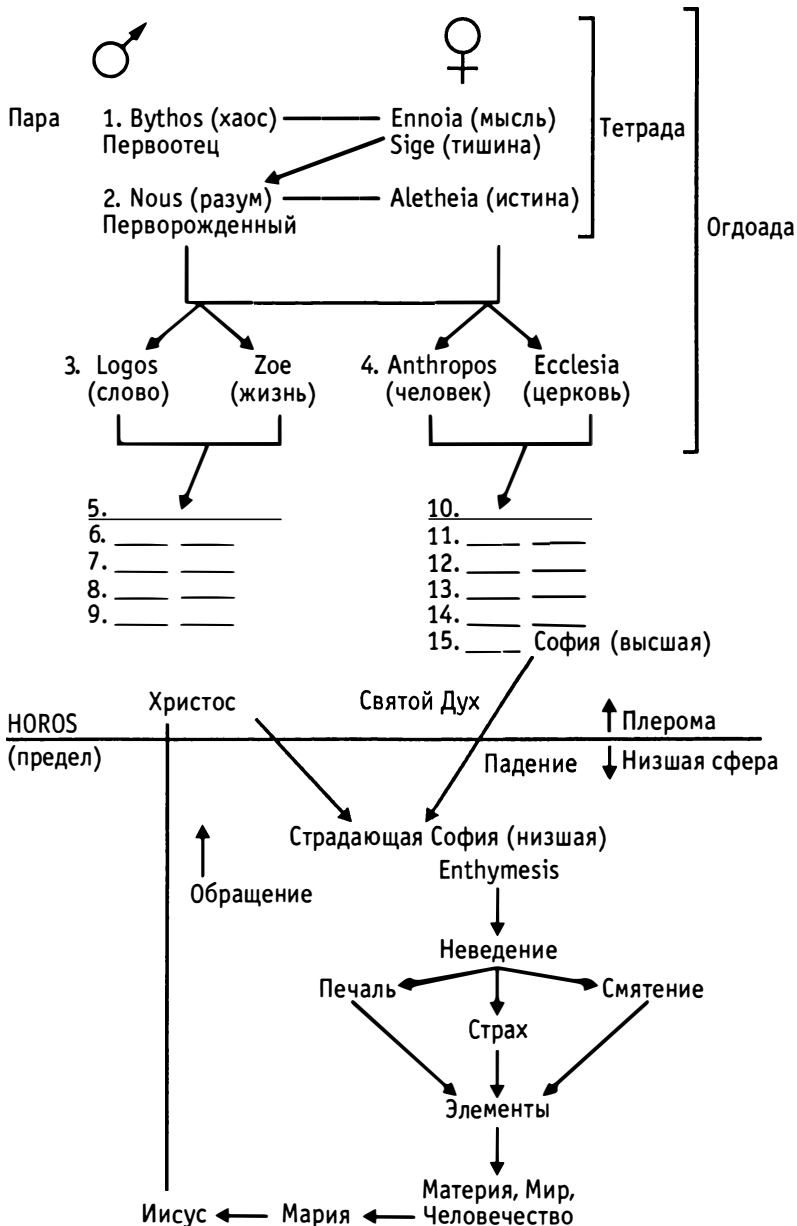 Пара 1. Bythos (хаос) Ennoia (мысль)
Первоотец Sige (тишина)
Тетрада
2. Nous (разум) Aletheia (истина)
Перворожденный
Огдоада
3. Logos Zoe 4. Anthropos Ecclesia
(слово) (жизнь) (человек) (церковь)
5. 10.
6. 11.
7. 12.
8. 13.
9. 14.
15. София (высшая)
Христос Святой Дух
HOROS Плерома
(предел) Падение Низшая сфера
Страдающая София (низшая)
Enthymesis
Обращение
Неведение
Печаль Смятение
Страх
Элементы
Материя, Мир,
Иисус Мария Человечество